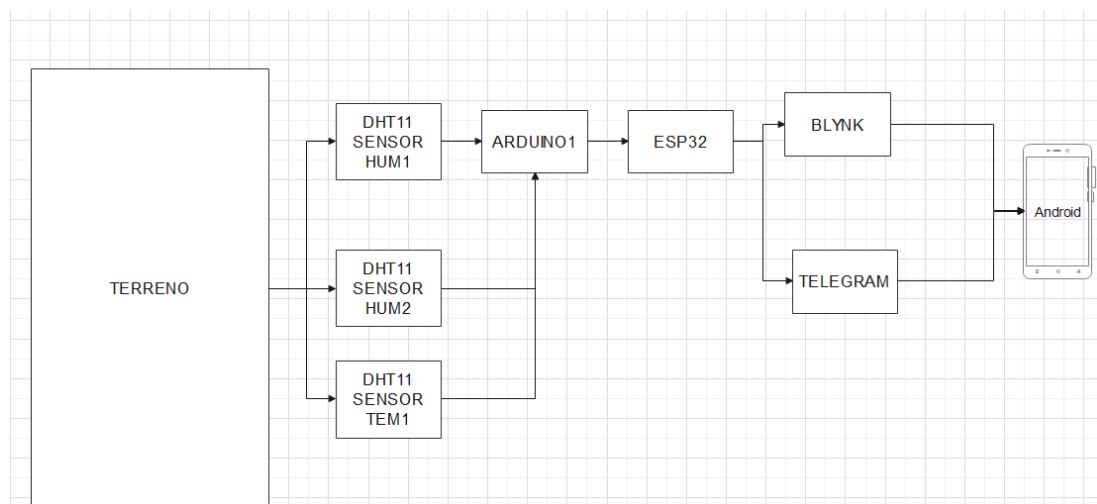 TERRENO
DHT11
SENSOR
HUM1
ARDUINO1
ESP32
BLYNK
Android
DHT11
SENSOR
HUM2
TELEGRAM
DHT11
SENSOR
TEM1